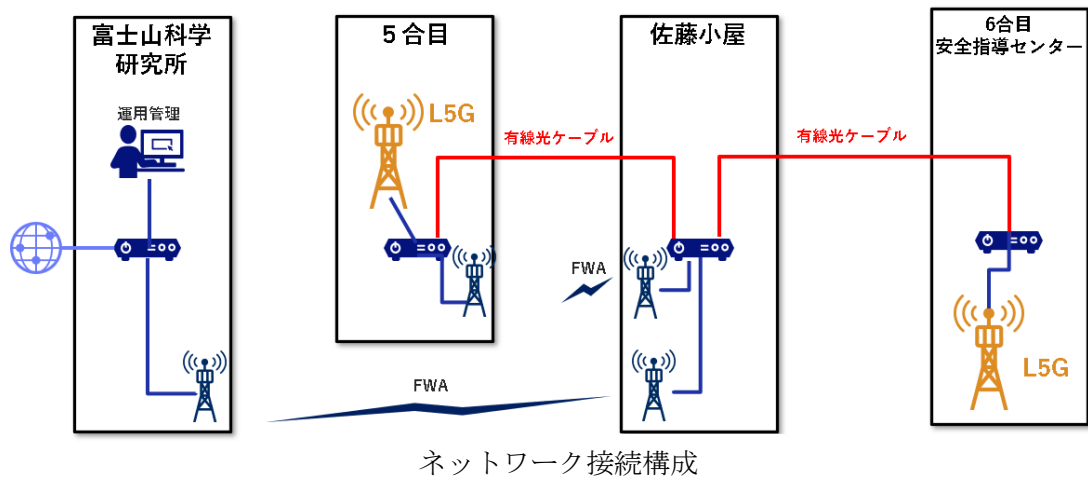 富士山科学
研究所
運用管理
５合目
L5G
有線光ケーブル
FWA
佐藤小屋
有線光ケーブル
6合目
安全指導センター
L5G
FWA
ネットワーク接続構成